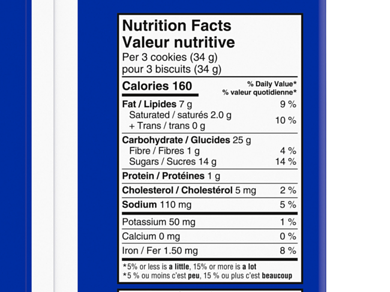 Nutrition Facts
Valeur nutritive
Per 3 cookies (34 g)
pour 3 biscuits (34 g)
Calories 160
% Daily Value*
% valeur quotidienne*
Fat / Lipides 7 g 9 %
Saturated / saturés 2.0 g
+ Trans / trans 0 g 10 %
Carbohydrate / Glucides 25 g
Fibre / Fibres 1 g 4 %
Sugars / Sucres 14 g 14 %
Protein / Protéines 1 g
Cholesterol / Cholestérol 5 mg 2 %
Sodium 110 mg 5 %
Potassium 50 mg 1 %
Calcium 0 mg 0 %
Iron / Fer 1.50 mg 8 %
*5% or less is a little, 15% or more is a lot
*5 % ou moins c'est peu, 15 % ou plus c'est beaucoup